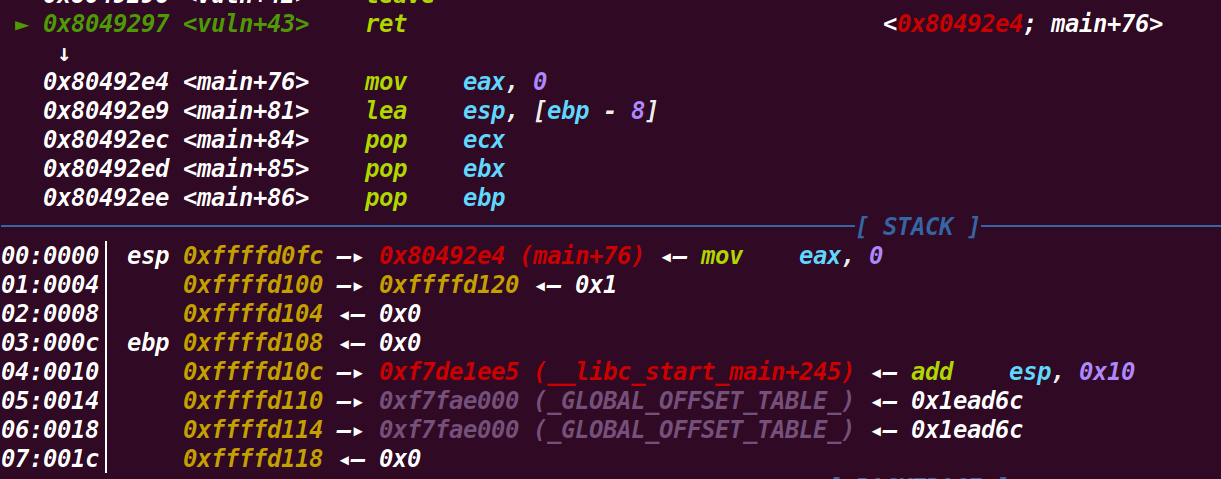 ► 0x8049297 <vuln+43> ret <0x80492e4; main+76>
↓
0x80492e4 <main+76> mov eax, 0
0x80492e9 <main+81> lea esp, [ebp - 8]
0x80492ec <main+84> pop ecx
0x80492ed <main+85> pop ebx
0x80492ee <main+86> pop ebp
[ STACK ]
00:0000│ esp 0xffffd0fc —▸ 0x80492e4 (main+76) ◂— mov eax, 0
01:0004│ 0xffffd100 —▸ 0xffffd120 ◂— 0x1
02:0008│ 0xffffd104 ◂— 0x0
03:000c│ ebp 0xffffd108 ◂— 0x0
04:0010│ 0xffffd10c —▸ 0xf7de1ee5 (__libc_start_main+245) ◂— add esp, 0x10
05:0014│ 0xffffd110 —▸ 0xf7fae000 (_GLOBAL_OFFSET_TABLE_) ◂— 0x1ead6c
06:0018│ 0xffffd114 —▸ 0xf7fae000 (_GLOBAL_OFFSET_TABLE_) ◂— 0x1ead6c
07:001c│ 0xffffd118 ◂— 0x0